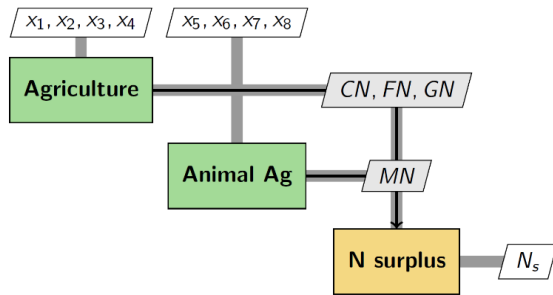 x₁, x₂, x₃, x₄
x₅, x₆, x₇, x₈
Agriculture
CN, FN, GN
Animal Ag
MN
N surplus
Nₛ